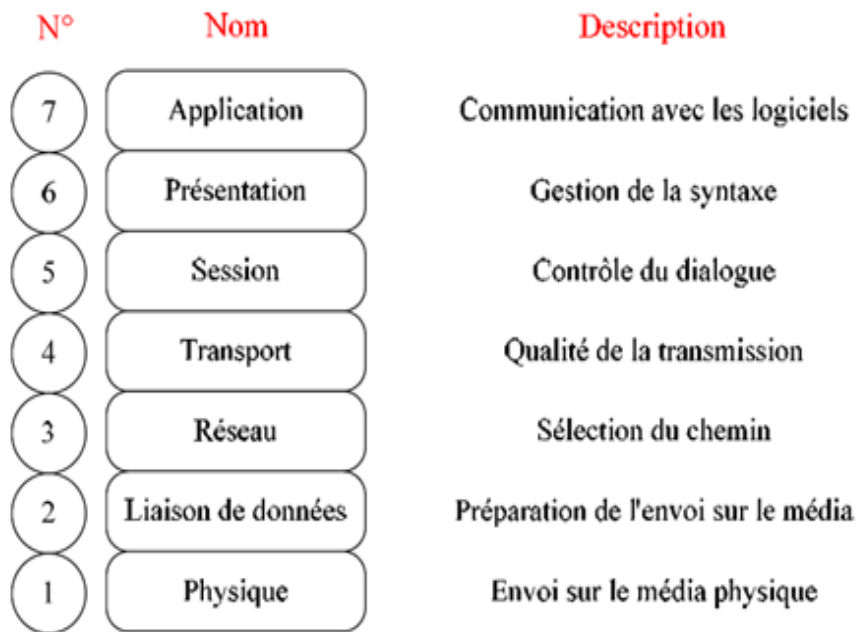 N° Nom Description
7 Application Communication avec les logiciels
6 Présentation Gestion de la syntaxe
5 Session Contrôle du dialogue
4 Transport Qualité de la transmission
3 Réseau Sélection du chemin
2 Liaison de données Préparation de l'envoi sur le média
1 Physique Envoi sur le média physique